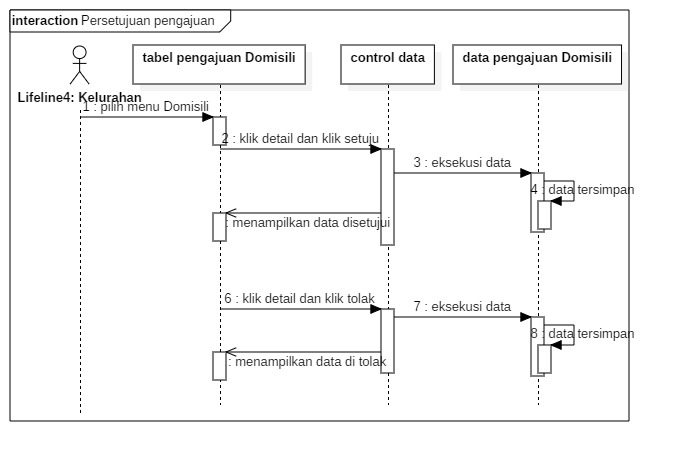 interaction Persetujuan pengajuan
tabel pengajuan Domisili
control data
data pengajuan Domisili
Lifeline4: Kelurahan
1 : pilih menu Domisili
2 : klik detail dan klik setuju
3 : eksekusi data
4 : data tersimpan
: menampilkan data disetujui
6 : klik detail dan klik tolak
7 : eksekusi data
8 : data tersimpan
: menampilkan data di tolak